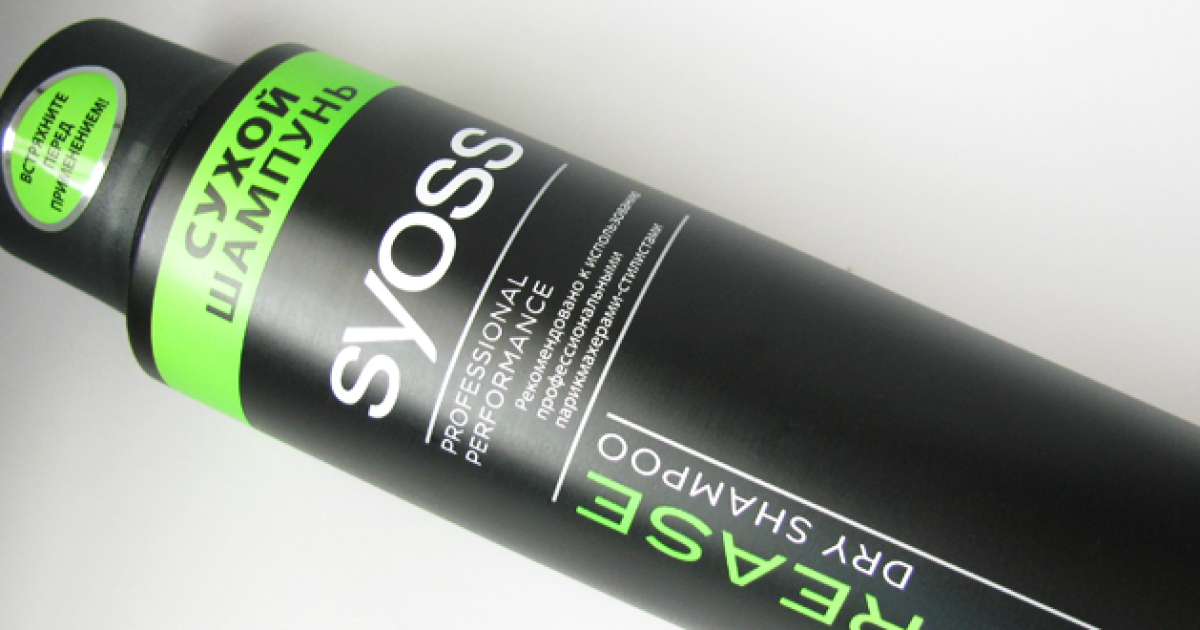 ВСТРЯХНИТЕ
ПЕРЕД
ПРИМЕНЕНИЕМ!
СУХОЙ
ШАМПУНЬ
syoss
PROFESSIONAL
PERFORMANCE
Рекомендовано к использованию
профессиональными
парикмахерами-стилистами
REASE
DRY SHAMPOO